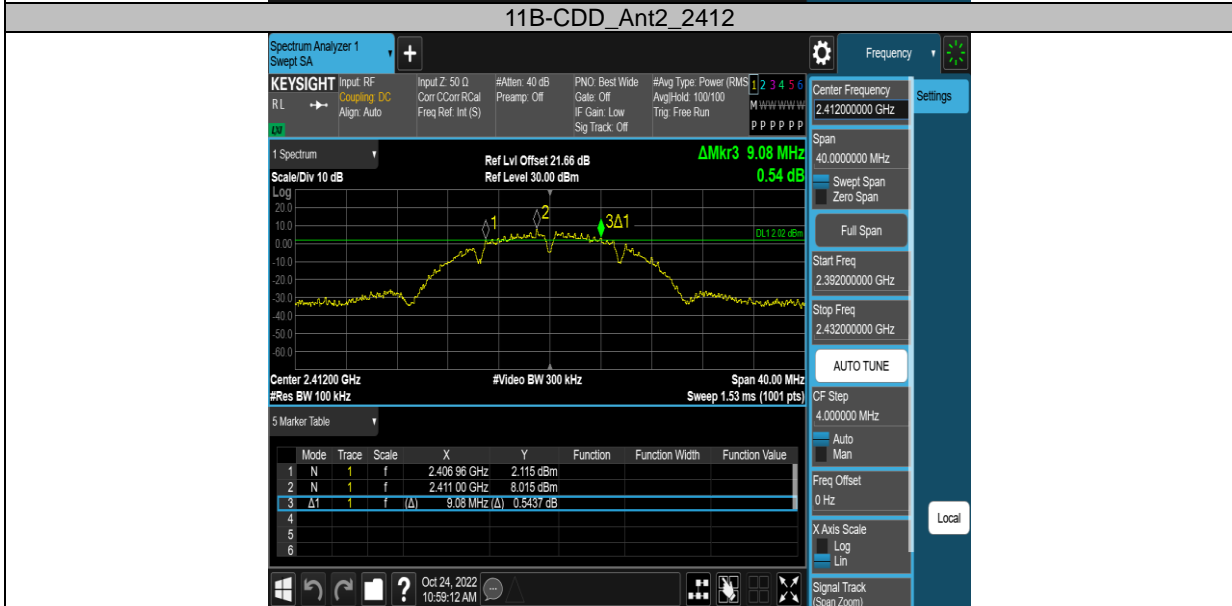 11B-CDD_Ant2_2412
Spectrum Analyzer 1
Swept SA
+
Frequency
KEYSIGHT
RL
LXI
Input: RF
Coupling: DC
Align: Auto
Input Z: 50 Ω
Corr CCorr RCal
Freq Ref: Int (S)
#Atten: 40 dB
Preamp: Off
PNO: Best Wide
Gate: Off
IF Gain: Low
Sig Track: Off
#Avg Type: Power (RMS
Avg|Hold: 100/100
Trig: Free Run
1 2 3 4 5 6
M W W W W W
P P P P P P
1 Spectrum
Scale/Div 10 dB
Ref Lvl Offset 21.66 dB
Ref Level 30.00 dBm
ΔMkr3 9.08 MHz
0.54 dB
Log
20.0
10.0
0.00
-10.0
-20.0
-30.0
-40.0
-50.0
-60.0
1
2
3Δ1
DL1 2.02 dBm
Center 2.41200 GHz
#Video BW 300 kHz
Span 40.00 MHz
#Res BW 100 kHz
Sweep 1.53 ms (1001 pts)
5 Marker Table
Mode Trace Scale X Y Function Function Width Function Value
1 N 1 f 2.406 96 GHz 2.115 dBm
2 N 1 f 2.411 00 GHz 8.015 dBm
3 Δ1 1 f (Δ) 9.08 MHz (Δ) 0.5437 dB
4
5
6
?
Oct 24, 2022
10:59:12 AM
Center Frequency
2.412000000 GHz
Settings
Span
40.0000000 MHz
Swept Span
Zero Span
Full Span
Start Freq
2.392000000 GHz
Stop Freq
2.432000000 GHz
AUTO TUNE
CF Step
4.000000 MHz
Auto
Man
Freq Offset
0 Hz
X Axis Scale
Log
Lin
Local
Signal Track
(Span Zoom)